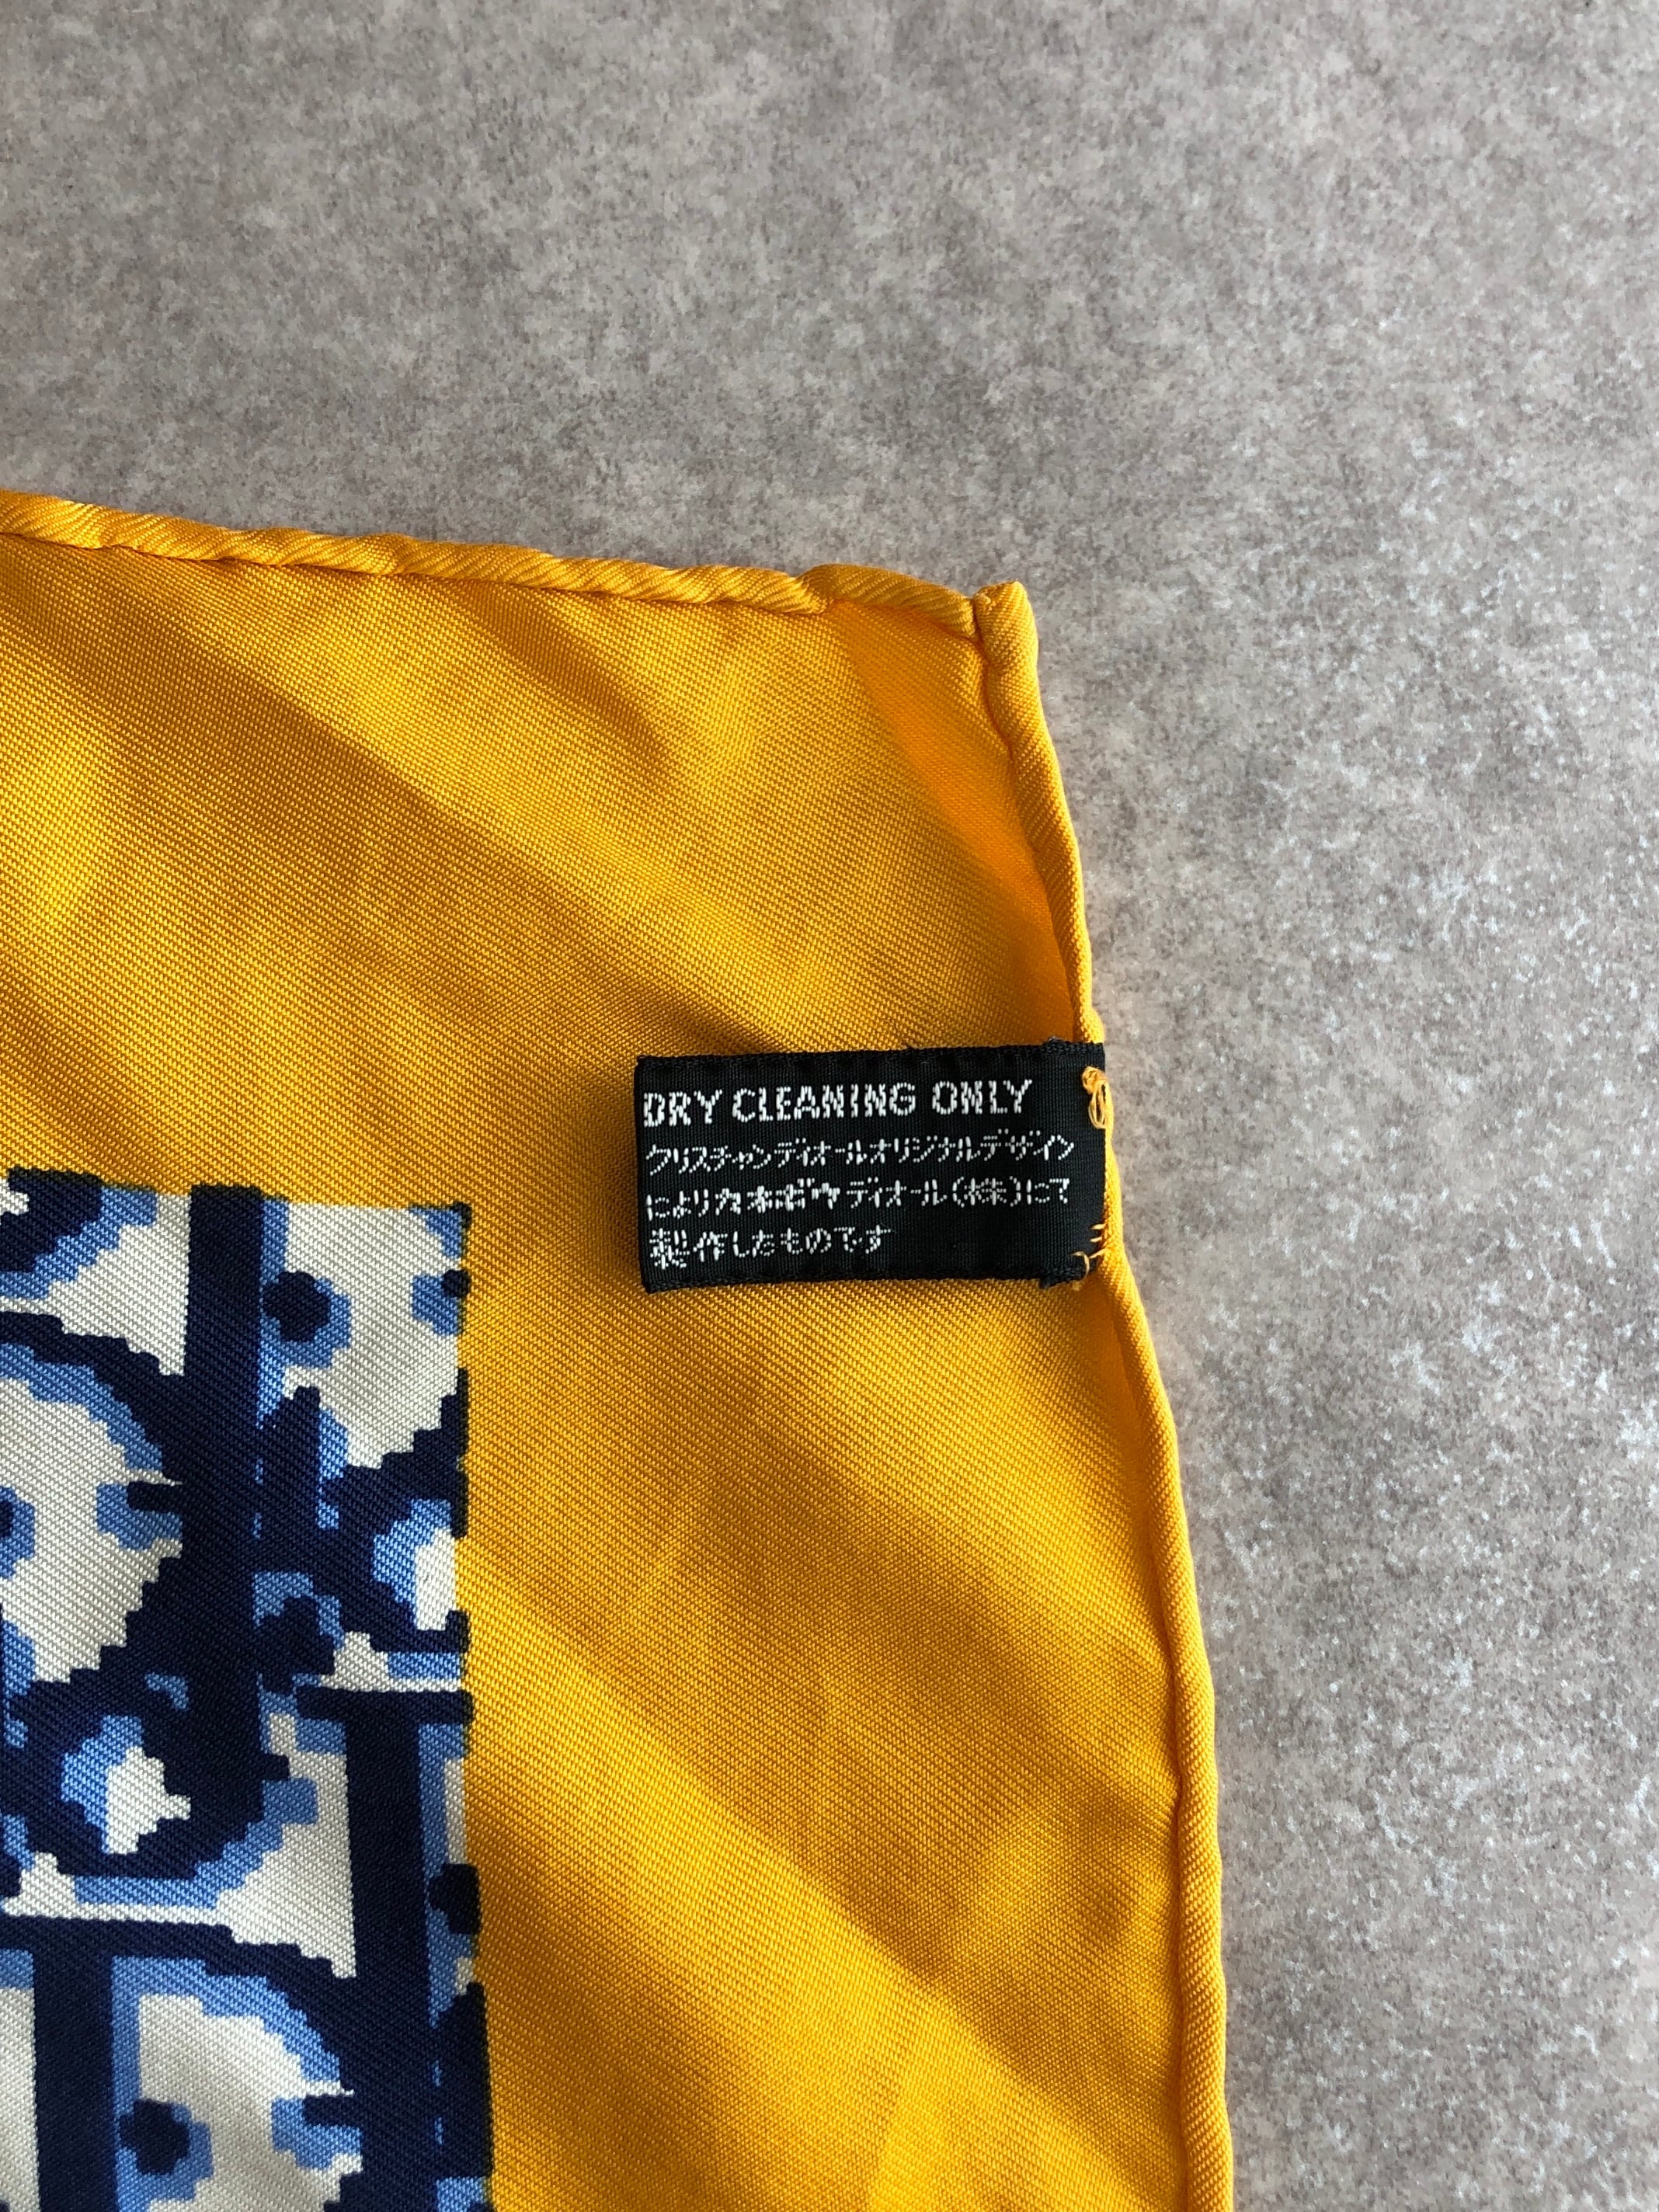 DRY CLEANING ONLY
クリスチャンディオールオリジナルデザイン
によりカネボウディオール(株)にて
製作したものです